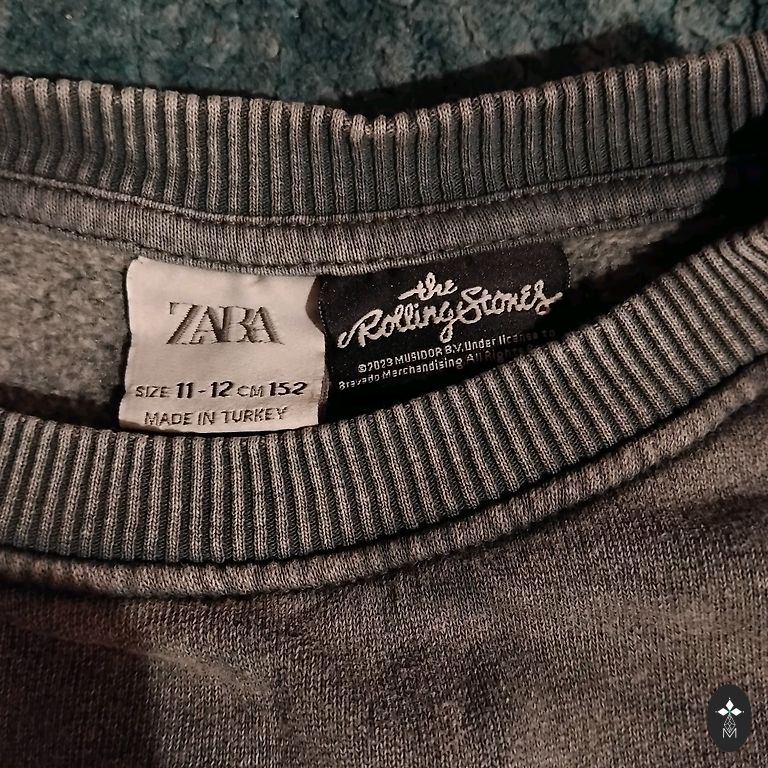 ZARA
SIZE 11-12 CM 152
MADE IN TURKEY
the
Rolling Stones
©2023 MUSIDOR B.V. Under license to
Bravado Merchandising All Rights
M